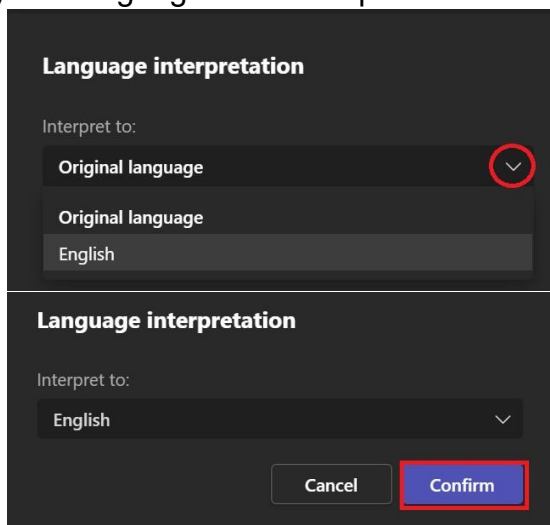 Language interpretation
Interpret to:
Original language
Original language
English
Language interpretation
Interpret to:
English
Cancel Confirm